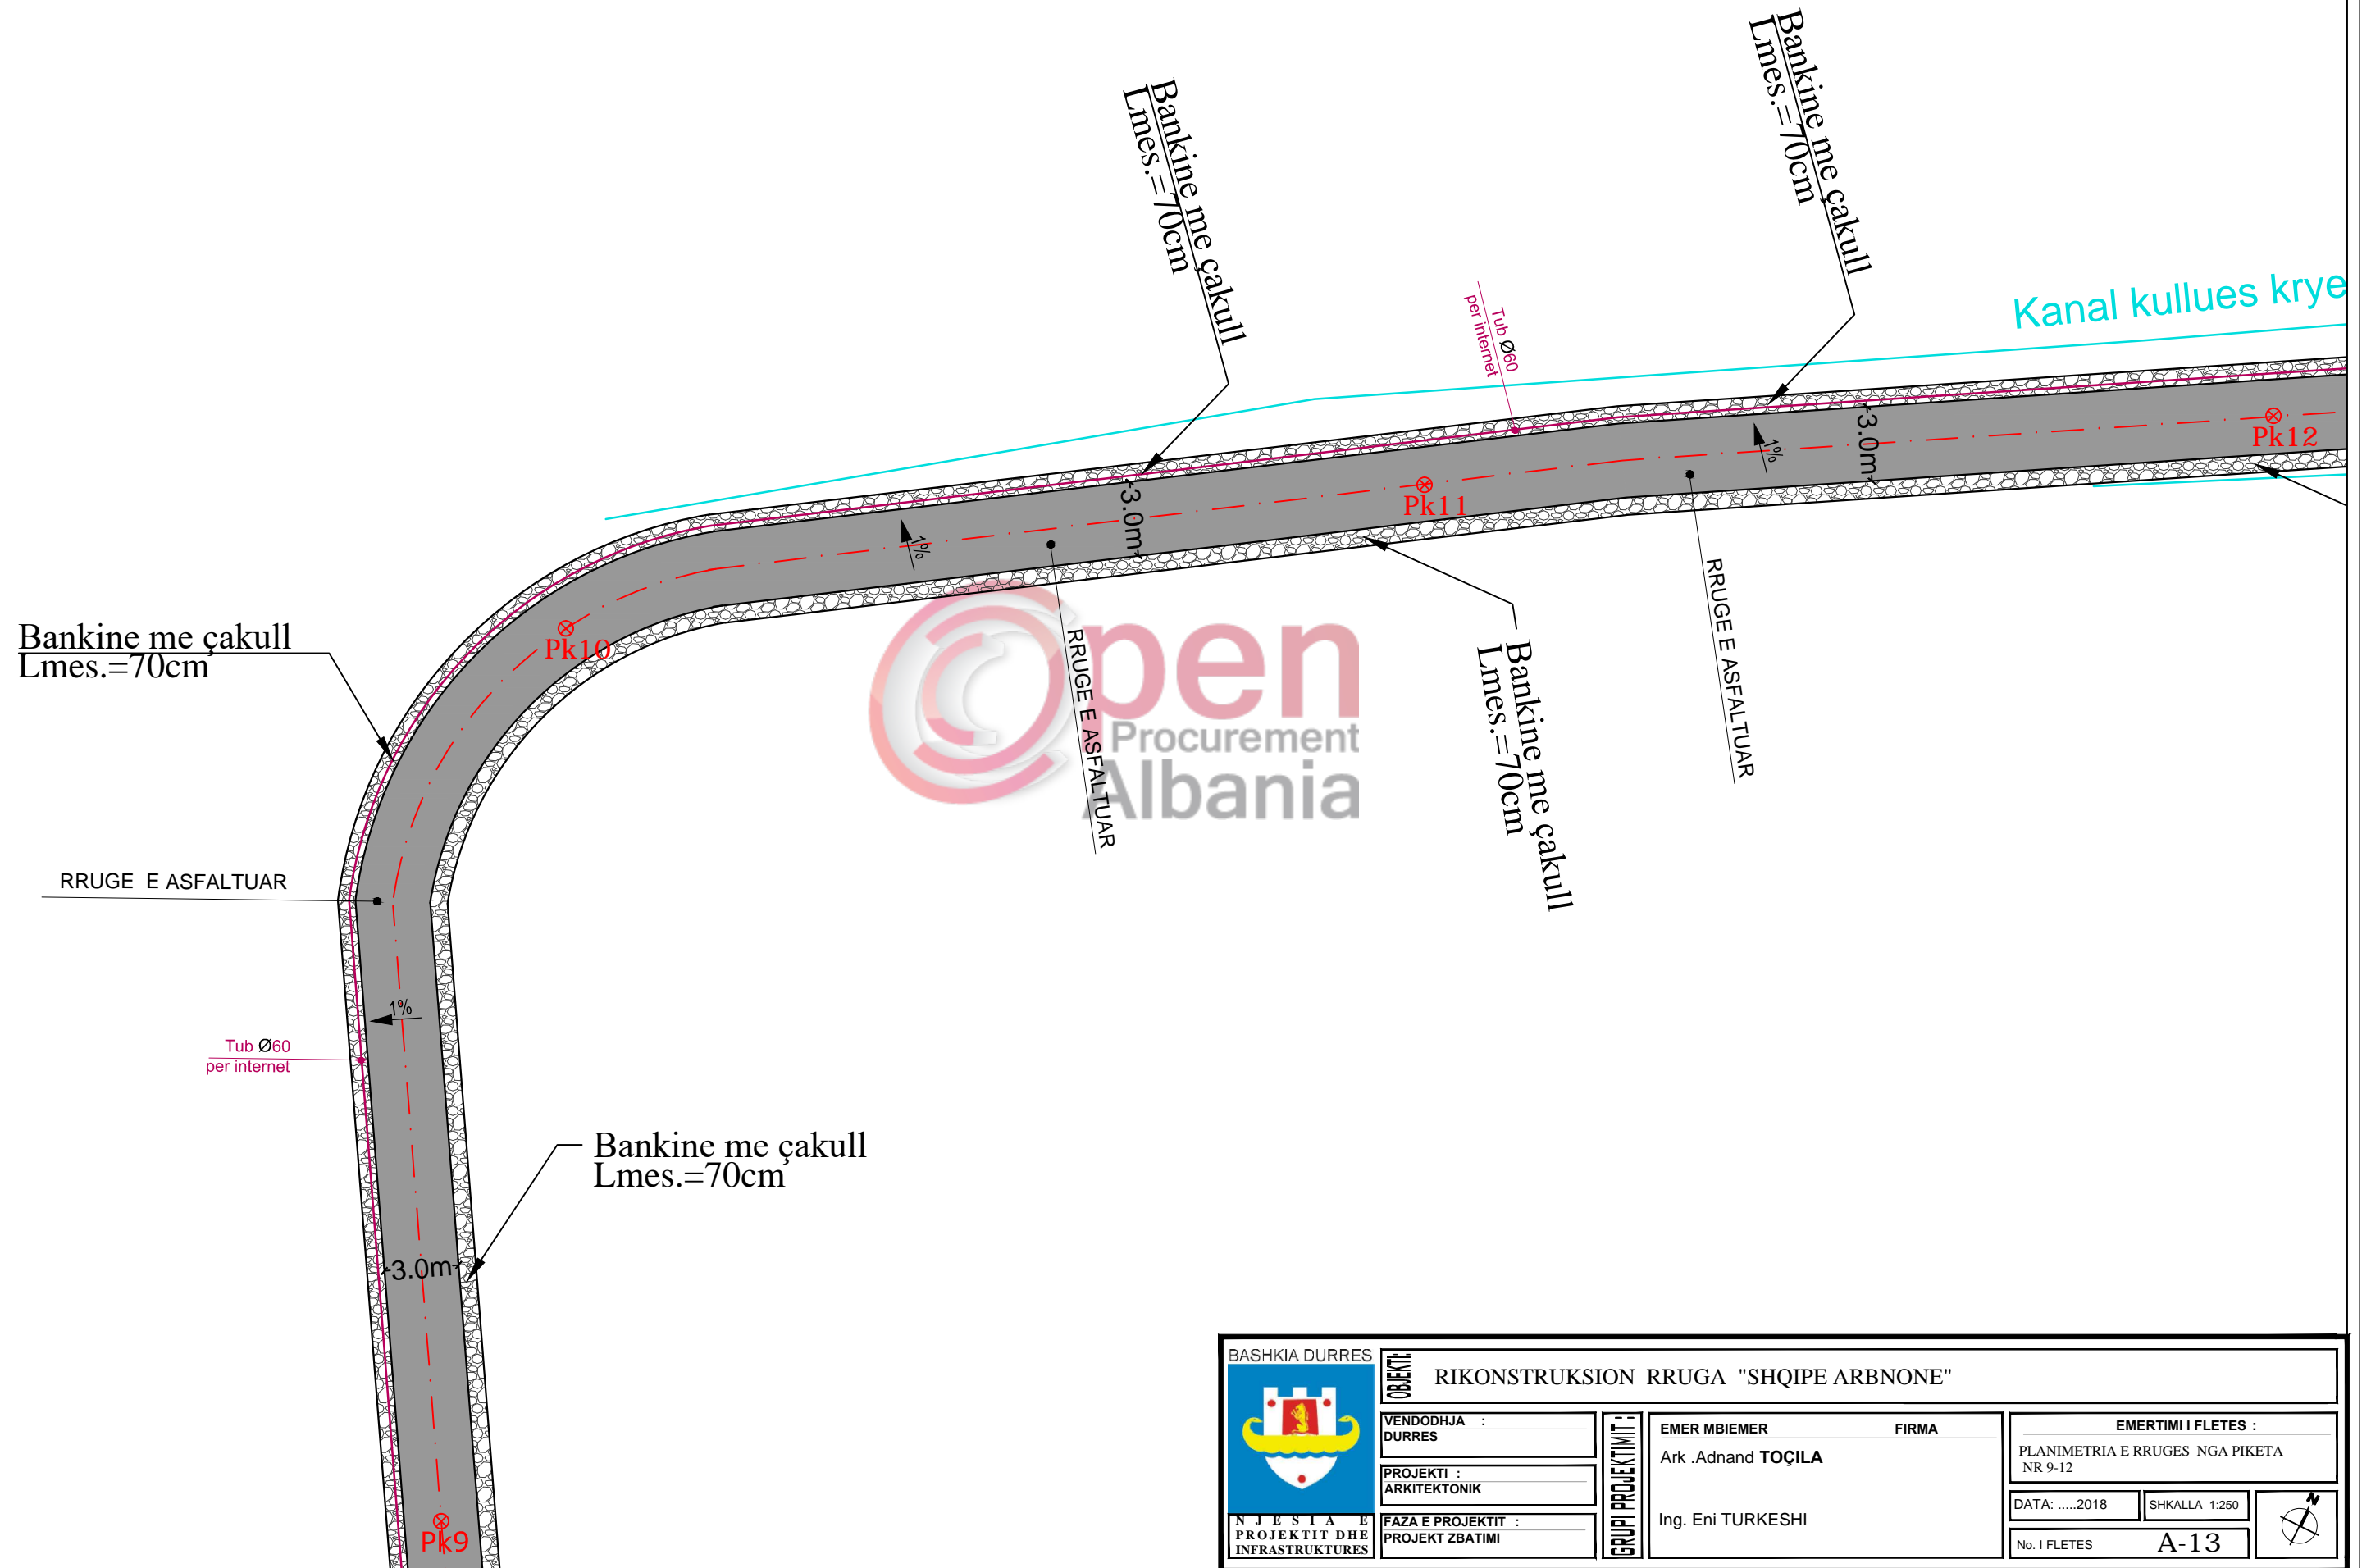 Bankine me çakull
Lmes.=70cm
Bankine me çakull
Lmes.=70cm
Tub Ø60
per internet
Kanal kullues krye
3.0m
1%
Pk12
3.0m
1%
Pk11
Pk10
Bankine me çakull
Lmes.=70cm
RRUGE E ASFALTUAR
RRUGE E ASFALTUAR
Bankine me çakull
Lmes.=70cm
Open
Procurement
Albania
RRUGE E ASFALTUAR
1%
Tub Ø60
per internet
Bankine me çakull
Lmes.=70cm
3.0m
Pk9
BASHKIA DURRES
NJESIA E
PROJEKTIT DHE
INFRASTRUKTURES
OBJEKTI:
RIKONSTRUKSION RRUGA "SHQIPE ARBNONE"
VENDODHJA :
DURRES
PROJEKTI :
ARKITEKTONIK
FAZA E PROJEKTIT :
PROJEKT ZBATIMI
GRUPI PROJEKTIMIT :
EMER MBIEMER FIRMA
Ark .Adnand TOÇILA
Ing. Eni TURKESHI
EMERTIMI I FLETES :
PLANIMETRIA E RRUGES NGA PIKETA
NR 9-12
DATA: .....2018
SHKALLA 1:250
No. I FLETES A-13
N